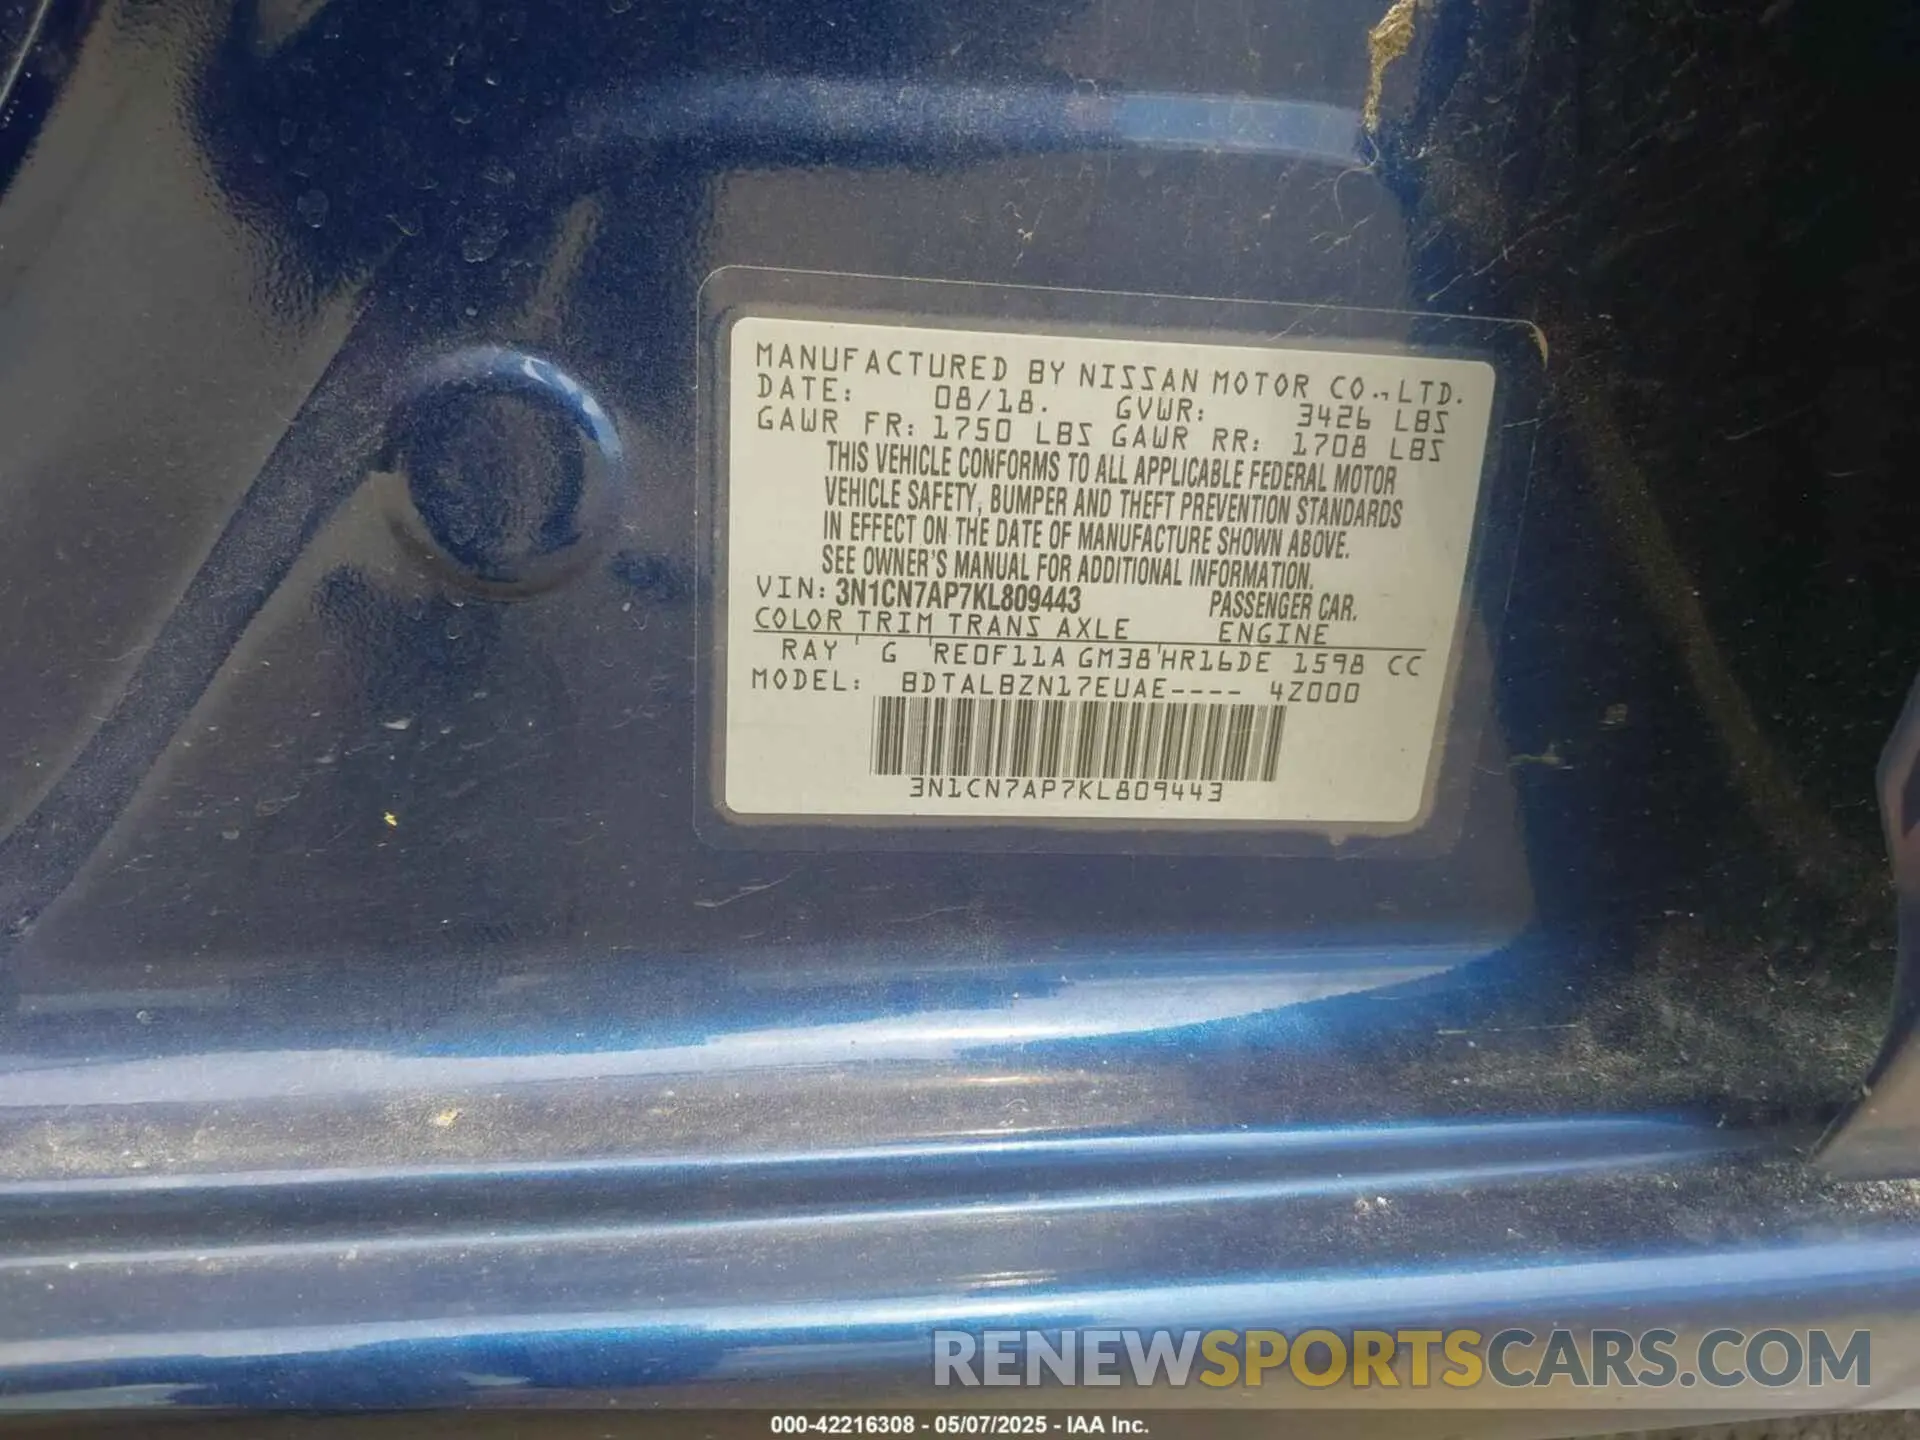 MANUFACTURED BY NISSAN MOTOR CO., LTD.
DATE: 08/18. GVWR: 3426 LBS
GAWR FR: 1750 LBS GAWR RR: 1708 LBS
THIS VEHICLE CONFORMS TO ALL APPLICABLE FEDERAL MOTOR
VEHICLE SAFETY, BUMPER AND THEFT PREVENTION STANDARDS
IN EFFECT ON THE DATE OF MANUFACTURE SHOWN ABOVE.
SEE OWNER'S MANUAL FOR ADDITIONAL INFORMATION.
VIN: 3N1CN7AP7KL809443 PASSENGER CAR.
COLOR TRIM TRANS AXLE ENGINE
RAY G RE0F11A GM38 HR16DE 1598 CC
MODEL: BDTALBZN17EUAE---- 4Z000
3N1CN7AP7KL809443
RENEWSPORTSCARS.COM
000-42216308 - 05/07/2025 - IAA Inc.